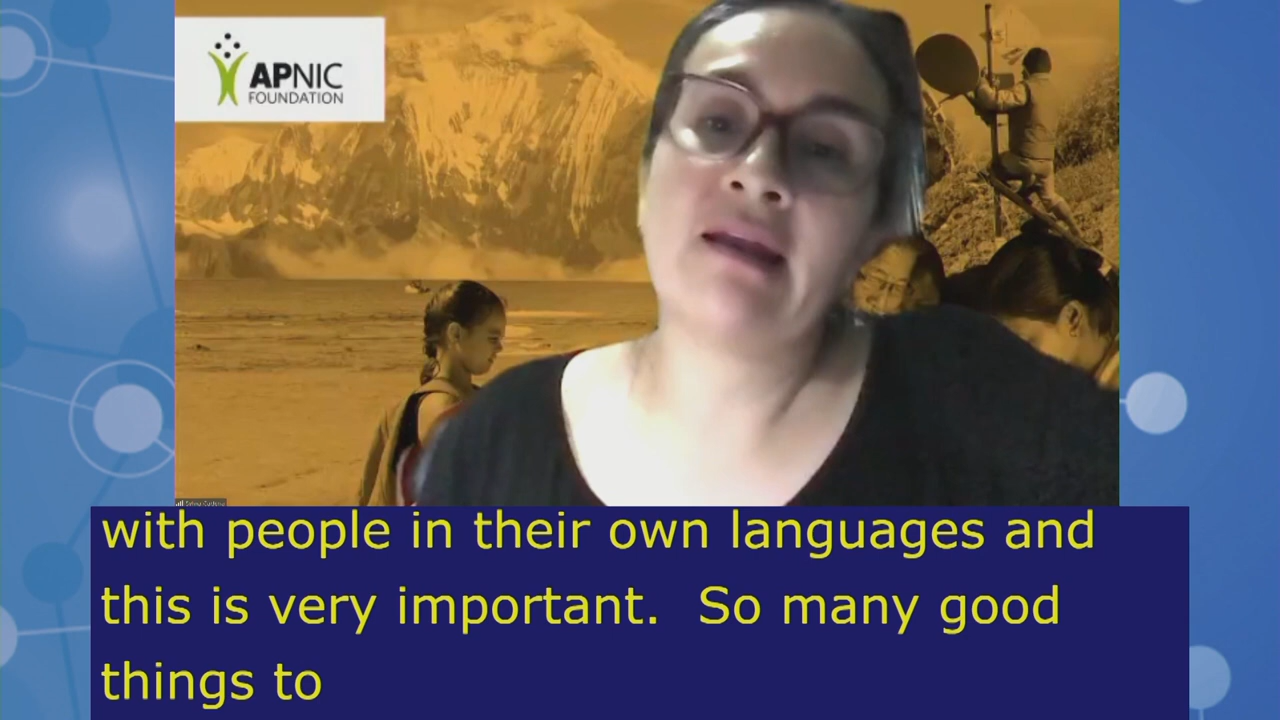 APNIC
FOUNDATION
with people in their own languages and
this is very important.  So many good
things to